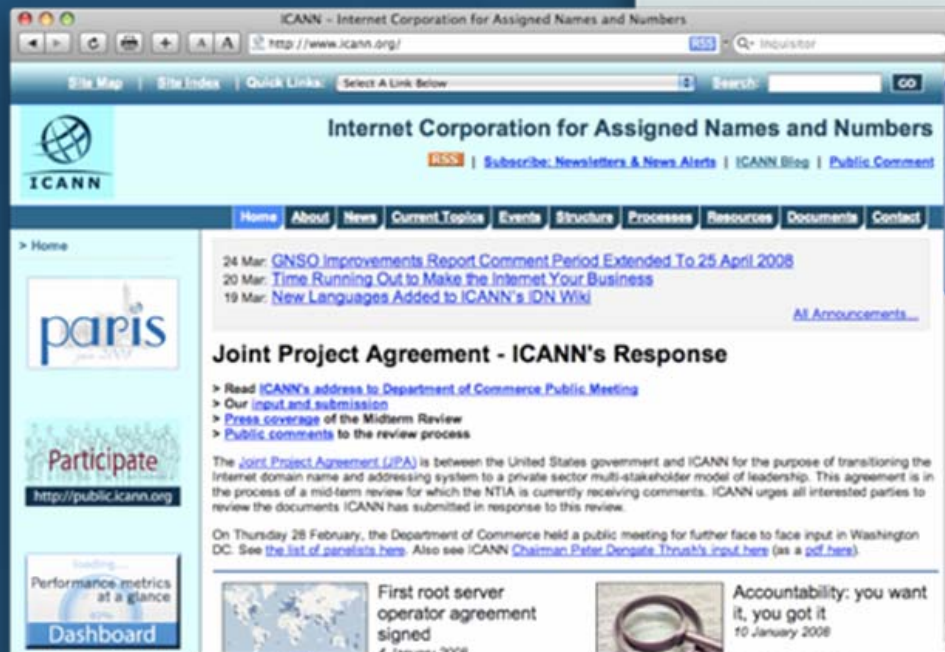 ICANN - Internet Corporation for Assigned Names and Numbers
A A http://www.icann.org/ RSS Q- Inquisitor
Site Map | Site Index | Quick Links: Select A Link Below Search: GO
ICANN
Internet Corporation for Assigned Names and Numbers
RSS | Subscribe: Newsletters & News Alerts | ICANN Blog | Public Comment
Home About News Current Topics Events Structure Processes Resources Documents Contact
> Home
24 Mar: GNSO Improvements Report Comment Period Extended To 25 April 2008
20 Mar: Time Running Out to Make the Internet Your Business
19 Mar: New Languages Added to ICANN's IDN Wiki
All Announcements...
paris
Participate
http://public.icann.org
loading...
Performance metrics
at a glance
Dashboard
Joint Project Agreement - ICANN's Response
> Read ICANN's address to Department of Commerce Public Meeting
> Our input and submission
> Press coverage of the Midterm Review
> Public comments to the review process
The Joint Project Agreement (JPA) is between the United States government and ICANN for the purpose of transitioning the
Internet domain name and addressing system to a private sector multi-stakeholder model of leadership. This agreement is in
the process of a mid-term review for which the NTIA is currently receiving comments. ICANN urges all interested parties to
review the documents ICANN has submitted in response to this review.
On Thursday 28 February, the Department of Commerce held a public meeting for further face to face input in Washington
DC. See the list of panelists here. Also see ICANN Chairman Peter Dengate Thrush's input here (as a pdf here).
First root server
operator agreement
signed
4 January 2008
Accountability: you want
it, you got it
10 January 2008